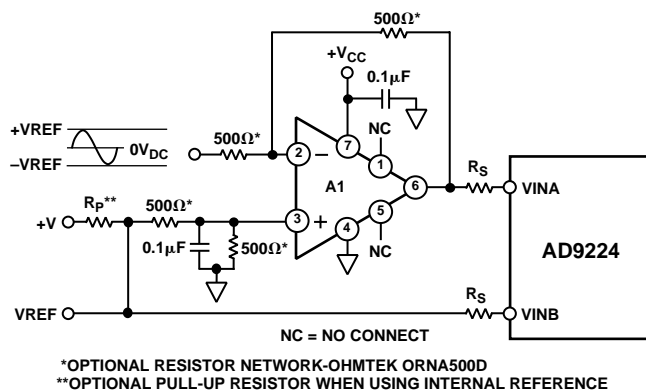 500Ω*
+VCC
0.1µF
NC
+VREF
0VDC
–VREF
500Ω*
2
–
7
1
A1
6
RS
VINA
RP**
+V
500Ω*
3
+
5
4
0.1µF
500Ω*
NC
AD9224
VREF
RS
VINB
NC = NO CONNECT
*OPTIONAL RESISTOR NETWORK-OHMTEK ORNA500D
**OPTIONAL PULL-UP RESISTOR WHEN USING INTERNAL REFERENCE